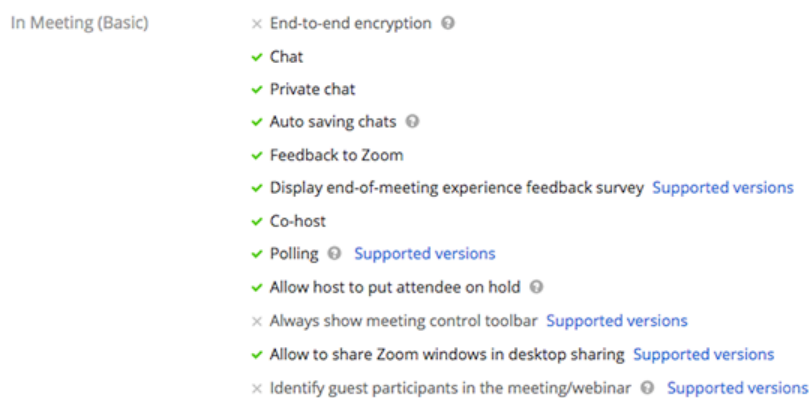 In Meeting (Basic)
× End-to-end encryption ?
✓ Chat
✓ Private chat
✓ Auto saving chats ?
✓ Feedback to Zoom
✓ Display end-of-meeting experience feedback survey Supported versions
✓ Co-host
✓ Polling ? Supported versions
✓ Allow host to put attendee on hold ?
× Always show meeting control toolbar Supported versions
✓ Allow to share Zoom windows in desktop sharing Supported versions
× Identify guest participants in the meeting/webinar ? Supported versions